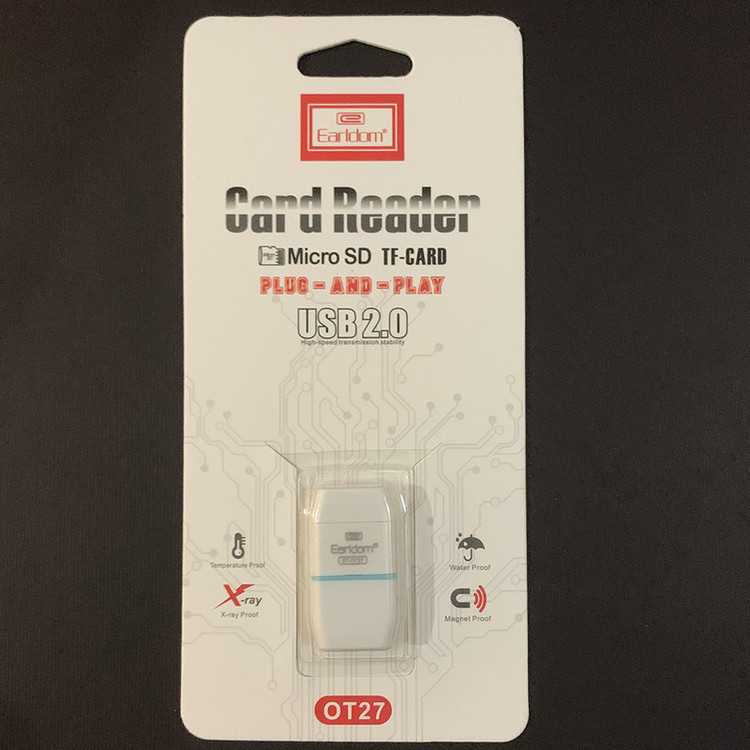 Earldom®
Card Reader
Micro SD TF-CARD
PLUG-AND-PLAY
USB 2.0
High-speed transmission stability
Earldom®
Temperature Proof
Water Proof
X-ray
X-ray Proof
Magnet Proof
OT27